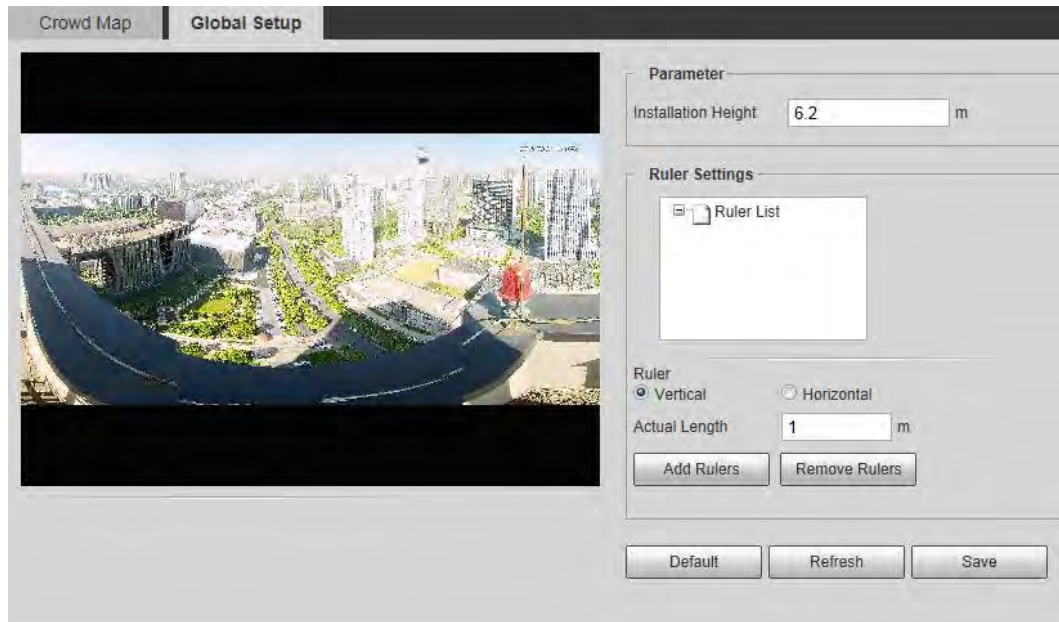 Crowd Map Global Setup
Parameter
Installation Height 6.2 m
Ruler Settings
Ruler List
Ruler
Vertical Horizontal
Actual Length 1 m
Add Rulers Remove Rulers
Default Refresh Save